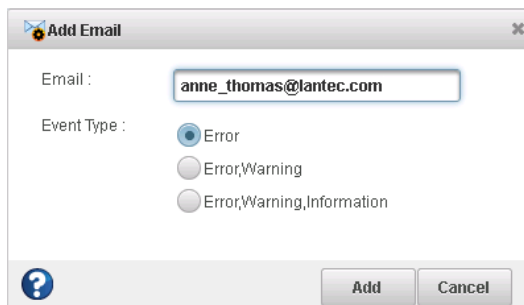 Add Email
Email :
anne_thomas@lantec.com
Event Type :
Error
Error,Warning
Error,Warning,Information
?
Add
Cancel